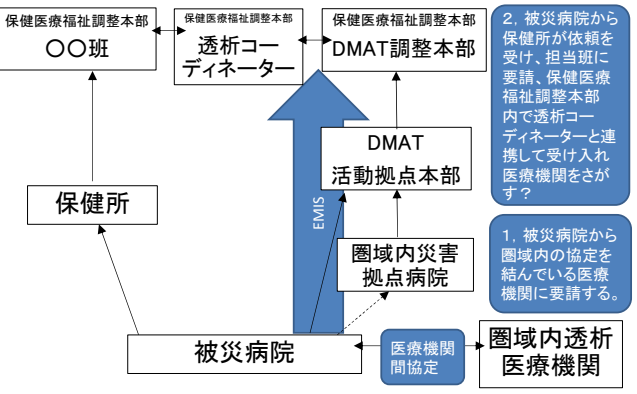 保健医療福祉調整本部
〇〇班
保健医療福祉調整本部
透析コー
ディネーター
保健医療福祉調整本部
DMAT調整本部
2，被災病院から
保健所が依頼を
受け、担当班に
要請、保健医療
福祉調整本部
内で透析コー
ディネーターと連
携して受け入れ
医療機関をさが
す？
DMAT
活動拠点本部
保健所
EMIS
圏域内災害
拠点病院
1，被災病院から
圏域内の協定を
結んでいる医療
機関に要請する。
被災病院
医療機関
間協定
圏域内透析
医療機関